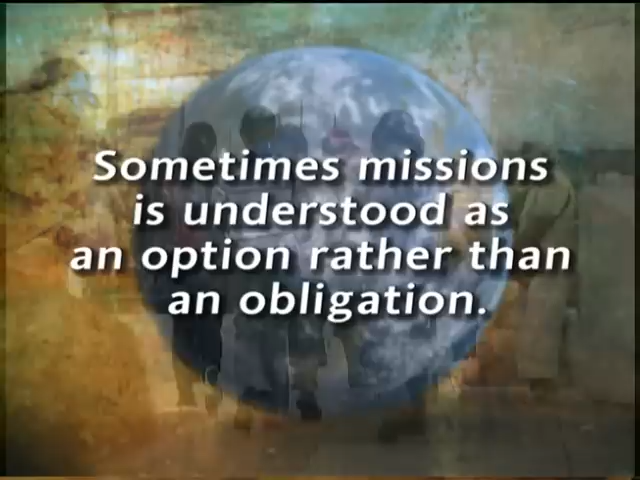 Sometimes missions
is understood as
an option rather than
an obligation.